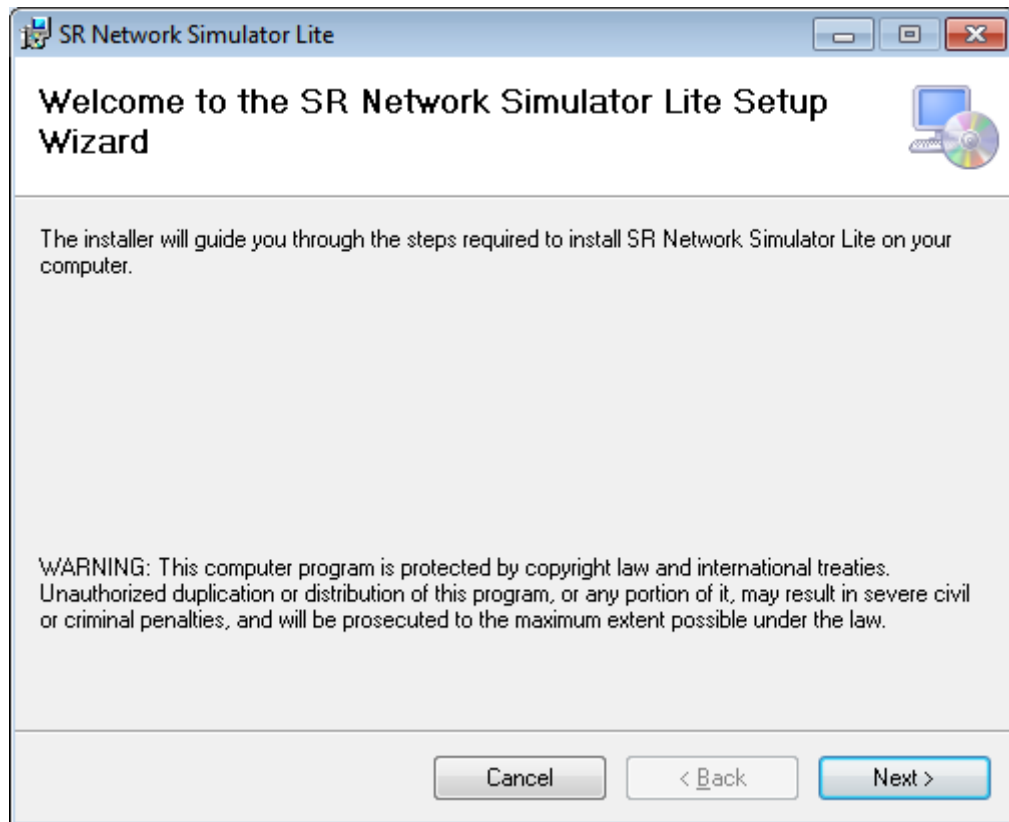 SR Network Simulator Lite
Welcome to the SR Network Simulator Lite Setup
Wizard
The installer will guide you through the steps required to install SR Network Simulator Lite on your
computer.
WARNING: This computer program is protected by copyright law and international treaties.
Unauthorized duplication or distribution of this program, or any portion of it, may result in severe civil
or criminal penalties, and will be prosecuted to the maximum extent possible under the law.
Cancel
< Back
Next >